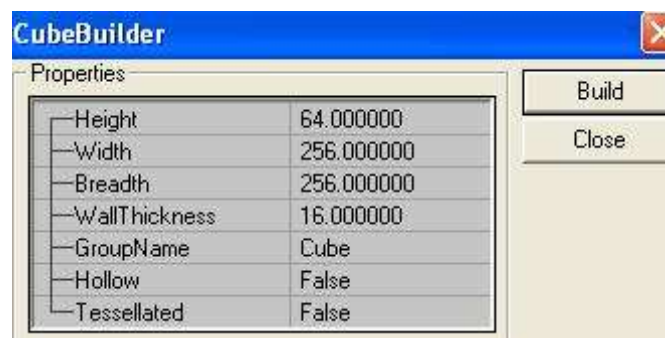 CubeBuilder
Properties
Build
Close
Height 64.000000
Width 256.000000
Breadth 256.000000
WallThickness 16.000000
GroupName Cube
Hollow False
Tessellated False